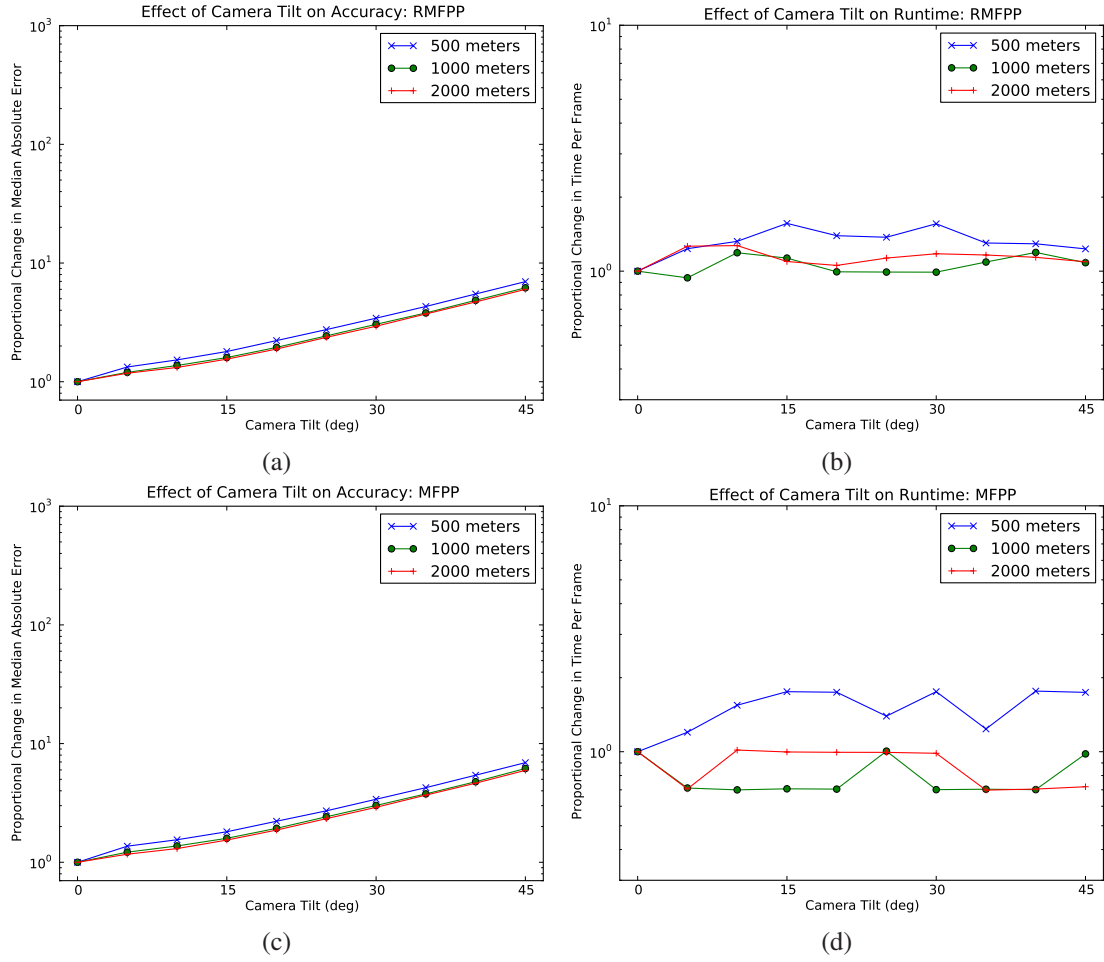 Effect of Camera Tilt on Accuracy: RMFPP
10^3
10^2
10^1
10^0
Proportional Change in Median Absolute Error
500 meters
1000 meters
2000 meters
0 15 30 45
Camera Tilt (deg)
(a)
Effect of Camera Tilt on Runtime: RMFPP
10^1
10^0
Proportional Change in Time Per Frame
500 meters
1000 meters
2000 meters
0 15 30 45
Camera Tilt (deg)
(b)
Effect of Camera Tilt on Accuracy: MFPP
10^3
10^2
10^1
10^0
Proportional Change in Median Absolute Error
500 meters
1000 meters
2000 meters
0 15 30 45
Camera Tilt (deg)
(c)
Effect of Camera Tilt on Runtime: MFPP
10^1
10^0
Proportional Change in Time Per Frame
500 meters
1000 meters
2000 meters
0 15 30 45
Camera Tilt (deg)
(d)